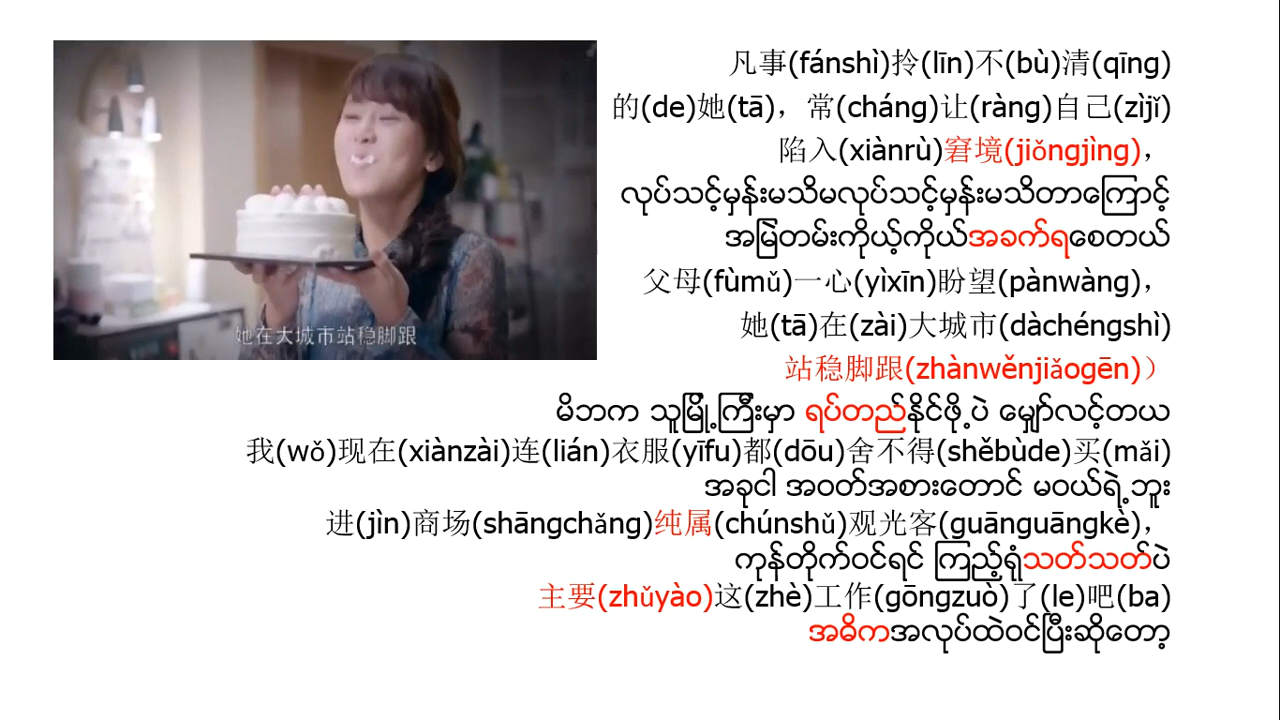 凡事(fánshì)拎(līn)不(bù)清(qīng)
的(de)她(tā)，常(cháng)让(ràng)自己(zìjǐ)
陷入(xiànrù)窘境(jiǒngjìng)，
လုပ်သင့်မှန်းမသိမလုပ်သင့်မှန်းမသိတာကြောင့်
အမြဲတမ်းကိုယ့်ကိုယ်အခက်ရစေတယ်
父母(fùmǔ)一心(yìxīn)盼望(pànwàng)，
她(tā)在(zài)大城市(dàchéngshì)
站稳脚跟(zhànwěnjiǎogēn)）
她在大城市站稳脚跟
မိဘက သူမြို့ကြီးမှာ ရပ်တည်နိုင်ဖို့ပဲ မျှော်လင့်တယ
我(wǒ)现在(xiànzài)连(lián)衣服(yīfu)都(dōu)舍不得(shěbùde)买(mǎi)
အခုငါ အဝတ်အစားတောင် မဝယ်ရဲ့ဘူး
进(jìn)商场(shāngchǎng)纯属(chúnshǔ)观光客(guānguāngkè)，
ကုန်တိုက်ဝင်ရင် ကြည့်ရုံသတ်သတ်ပဲ
主要(zhǔyào)这(zhè)工作(gōngzuò)了(le)吧(ba)
အဓိကအလုပ်ထဲဝင်ပြီးဆိုတော့